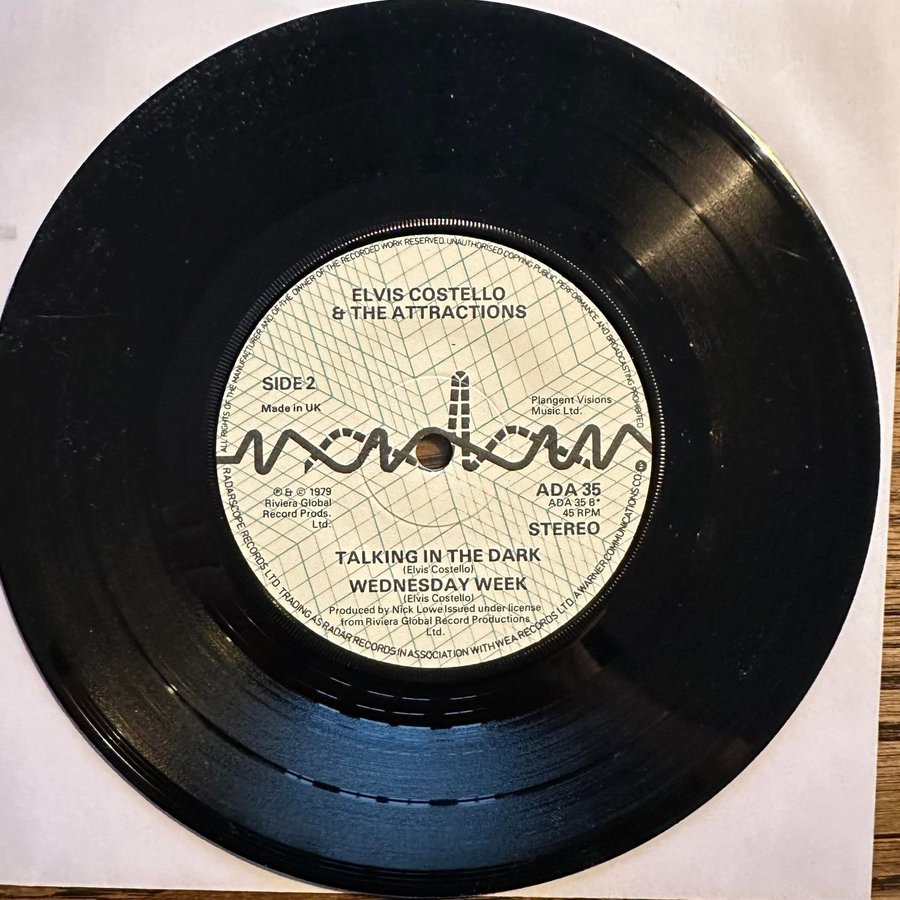 ELVIS COSTELLO
& THE ATTRACTIONS
SIDE 2
Made in UK
Plangent Visions
Music Ltd.
℗ & © 1979
Riviera Global
Record Prods.
Ltd.
ADA 35
ADA 35 B*
45 RPM
STEREO
TALKING IN THE DARK
(Elvis Costello)
WEDNESDAY WEEK
(Elvis Costello)
Produced by Nick Lowe Issued under license
from Riviera Global Record Productions
Ltd.
ALL RIGHTS OF THE MANUFACTURER AND OF THE OWNER OF THE RECORDED WORK RESERVED. UNAUTHORISED COPYING PUBLIC PERFORMANCE AND BROADCASTING PROHIBITED.
RADARSCOPE RECORDS LTD. TRADING AS RADAR RECORDS IN ASSOCIATION WITH WEA RECORDS LTD. A WARNER COMMUNICATIONS CO.